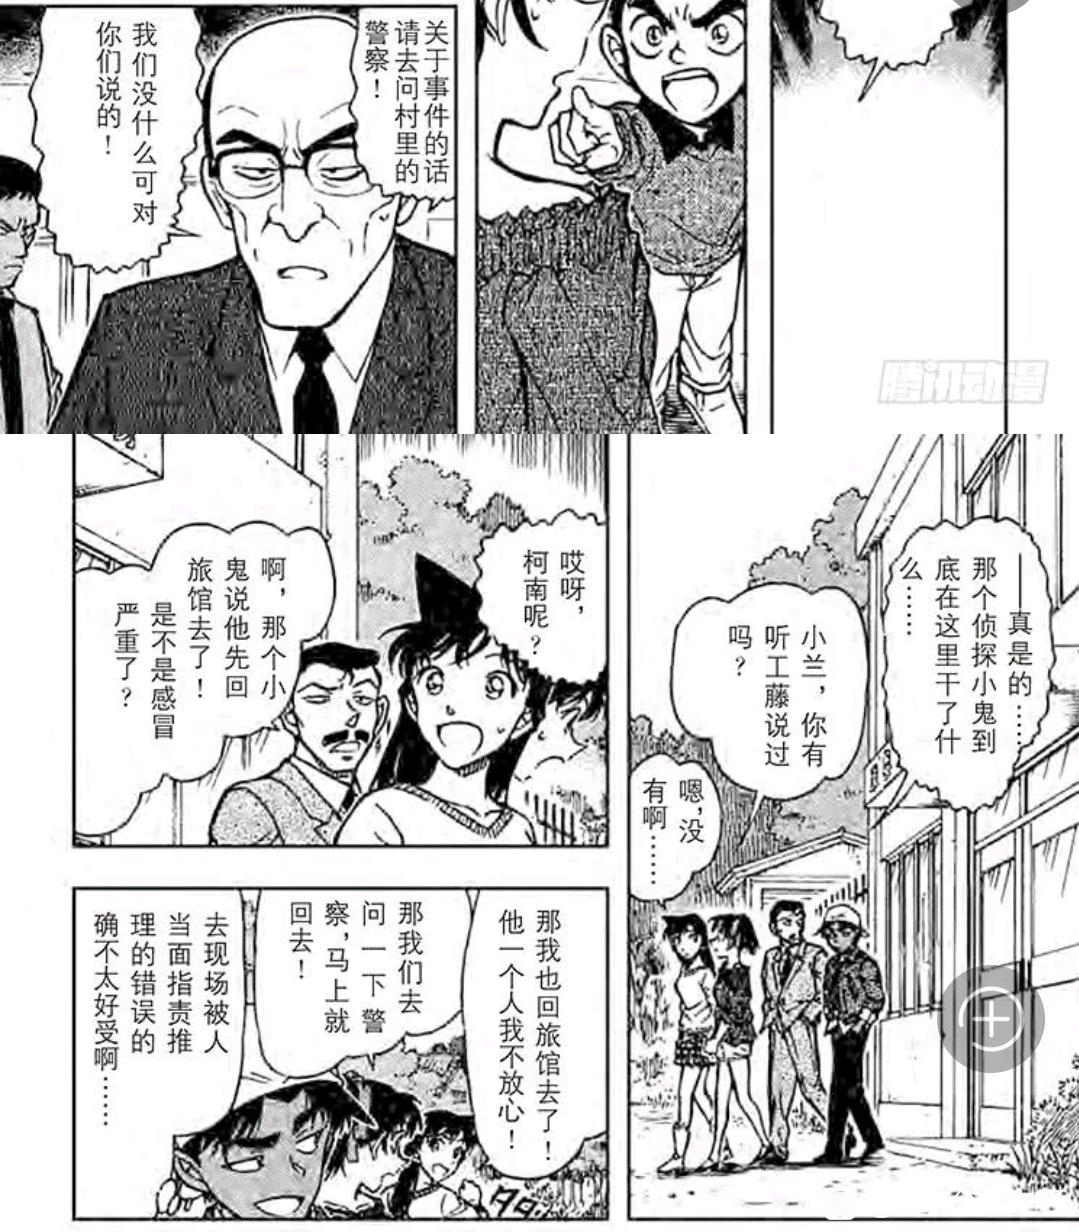 关于事件的话
请去问村里的
警察！
我们没什么可对
你们说的！
腾讯动漫
——真是的……
那个侦探小鬼到
底在这里干了什
么……
小兰，你有
听工藤说过
吗？
嗯，没
有啊……
哎呀，
柯南呢？
啊，那个小
鬼说他先回
旅馆去了！
是不是感冒
严重了？
那我也回旅馆去了！
他一个人我不放心！
那我们去
问一下警
察，马上就
回去！
去现场被人
当面指责推
理的错误的
确不太好受啊……